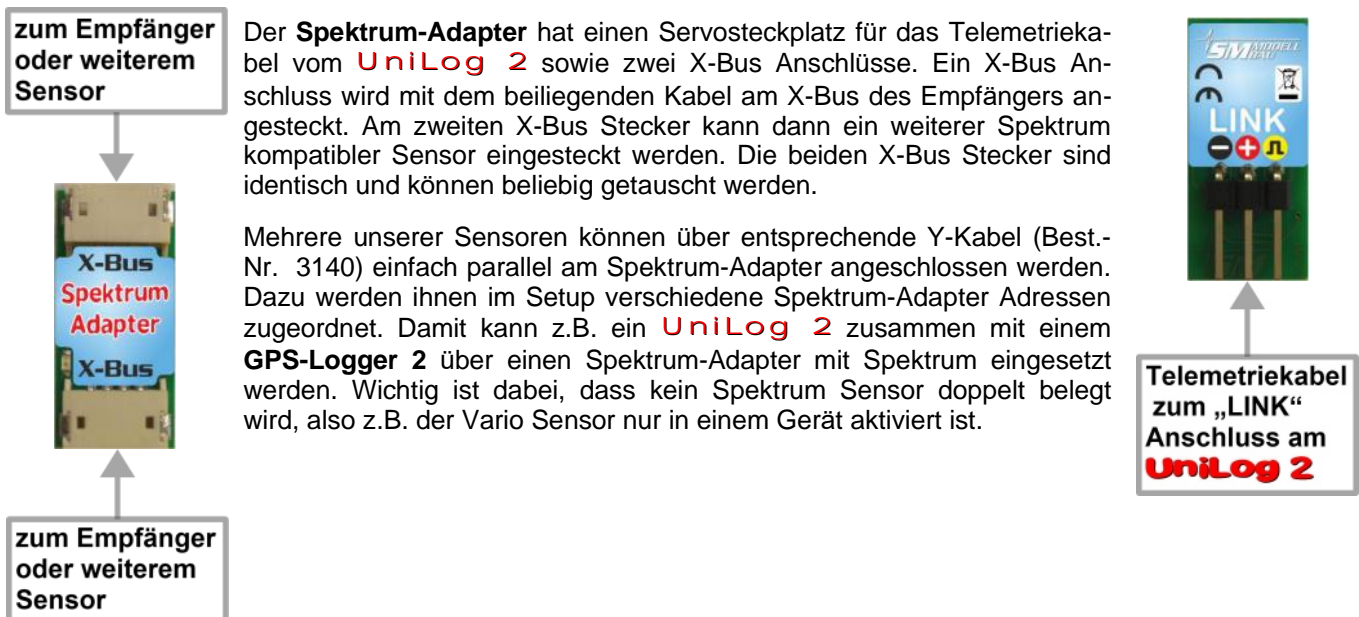 zum Empfänger
oder weiterem
Sensor
X-Bus
Spektrum
Adapter
X-Bus
zum Empfänger
oder weiterem
Sensor
Der Spektrum-Adapter hat einen Servosteckplatz für das Telemetrieka-
bel vom UniLog 2 sowie zwei X-Bus Anschlüsse. Ein X-Bus An-
schluss wird mit dem beiliegenden Kabel am X-Bus des Empfängers an-
gesteckt. Am zweiten X-Bus Stecker kann dann ein weiterer Spektrum
kompatibler Sensor eingesteckt werden. Die beiden X-Bus Stecker sind
identisch und können beliebig getauscht werden.
Mehrere unserer Sensoren können über entsprechende Y-Kabel (Best.-
Nr. 3140) einfach parallel am Spektrum-Adapter angeschlossen werden.
Dazu werden ihnen im Setup verschiedene Spektrum-Adapter Adressen
zugeordnet. Damit kann z.B. ein UniLog 2 zusammen mit einem
GPS-Logger 2 über einen Spektrum-Adapter mit Spektrum eingesetzt
werden. Wichtig ist dabei, dass kein Spektrum Sensor doppelt belegt
wird, also z.B. der Vario Sensor nur in einem Gerät aktiviert ist.
SM MODELL
BAU
CE
LINK
Telemetriekabel
zum „LINK“
Anschluss am
UniLog 2